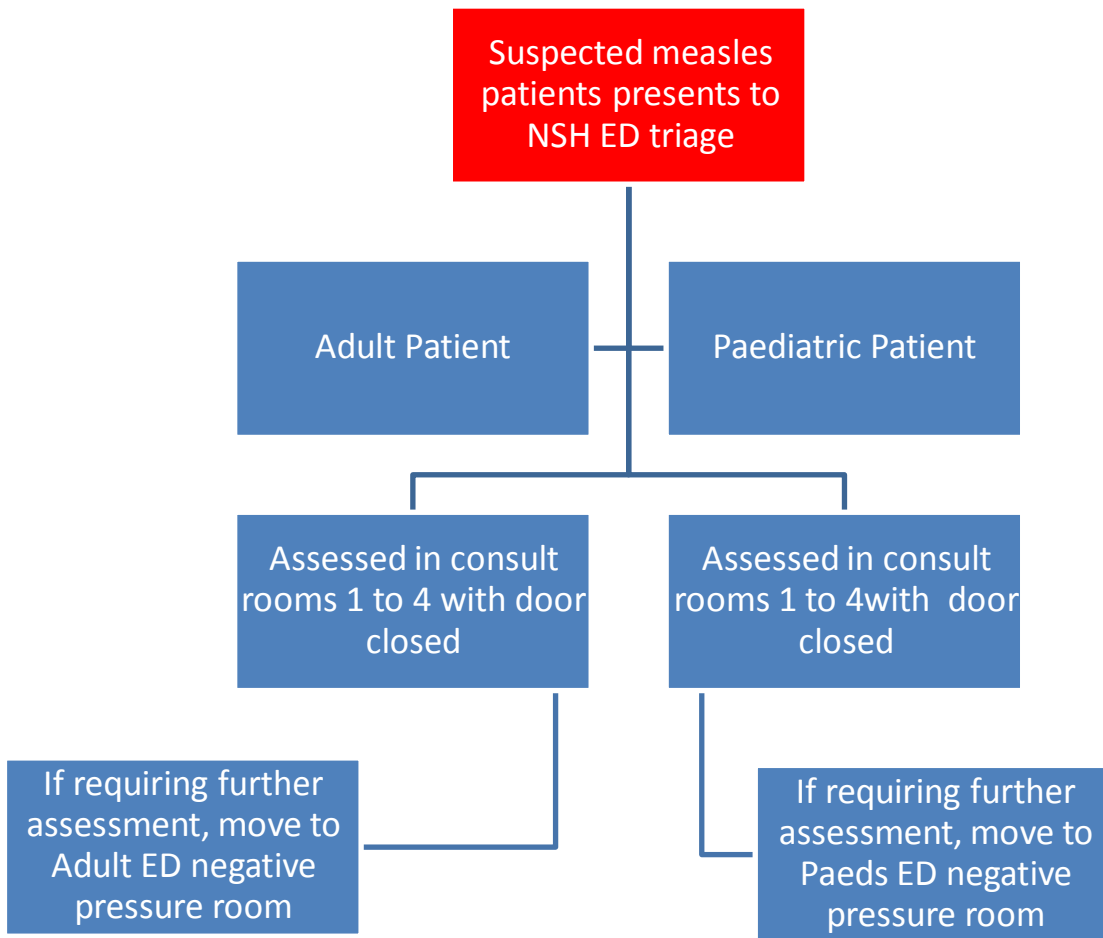 Suspected measles
patients presents to
NSH ED triage
Adult Patient
Paediatric Patient
Assessed in consult
rooms 1 to 4 with door
closed
Assessed in consult
rooms 1 to 4with  door
closed
If requiring further
assessment, move to
Adult ED negative
pressure room
If requiring further
assessment, move to
Paeds ED negative
pressure room